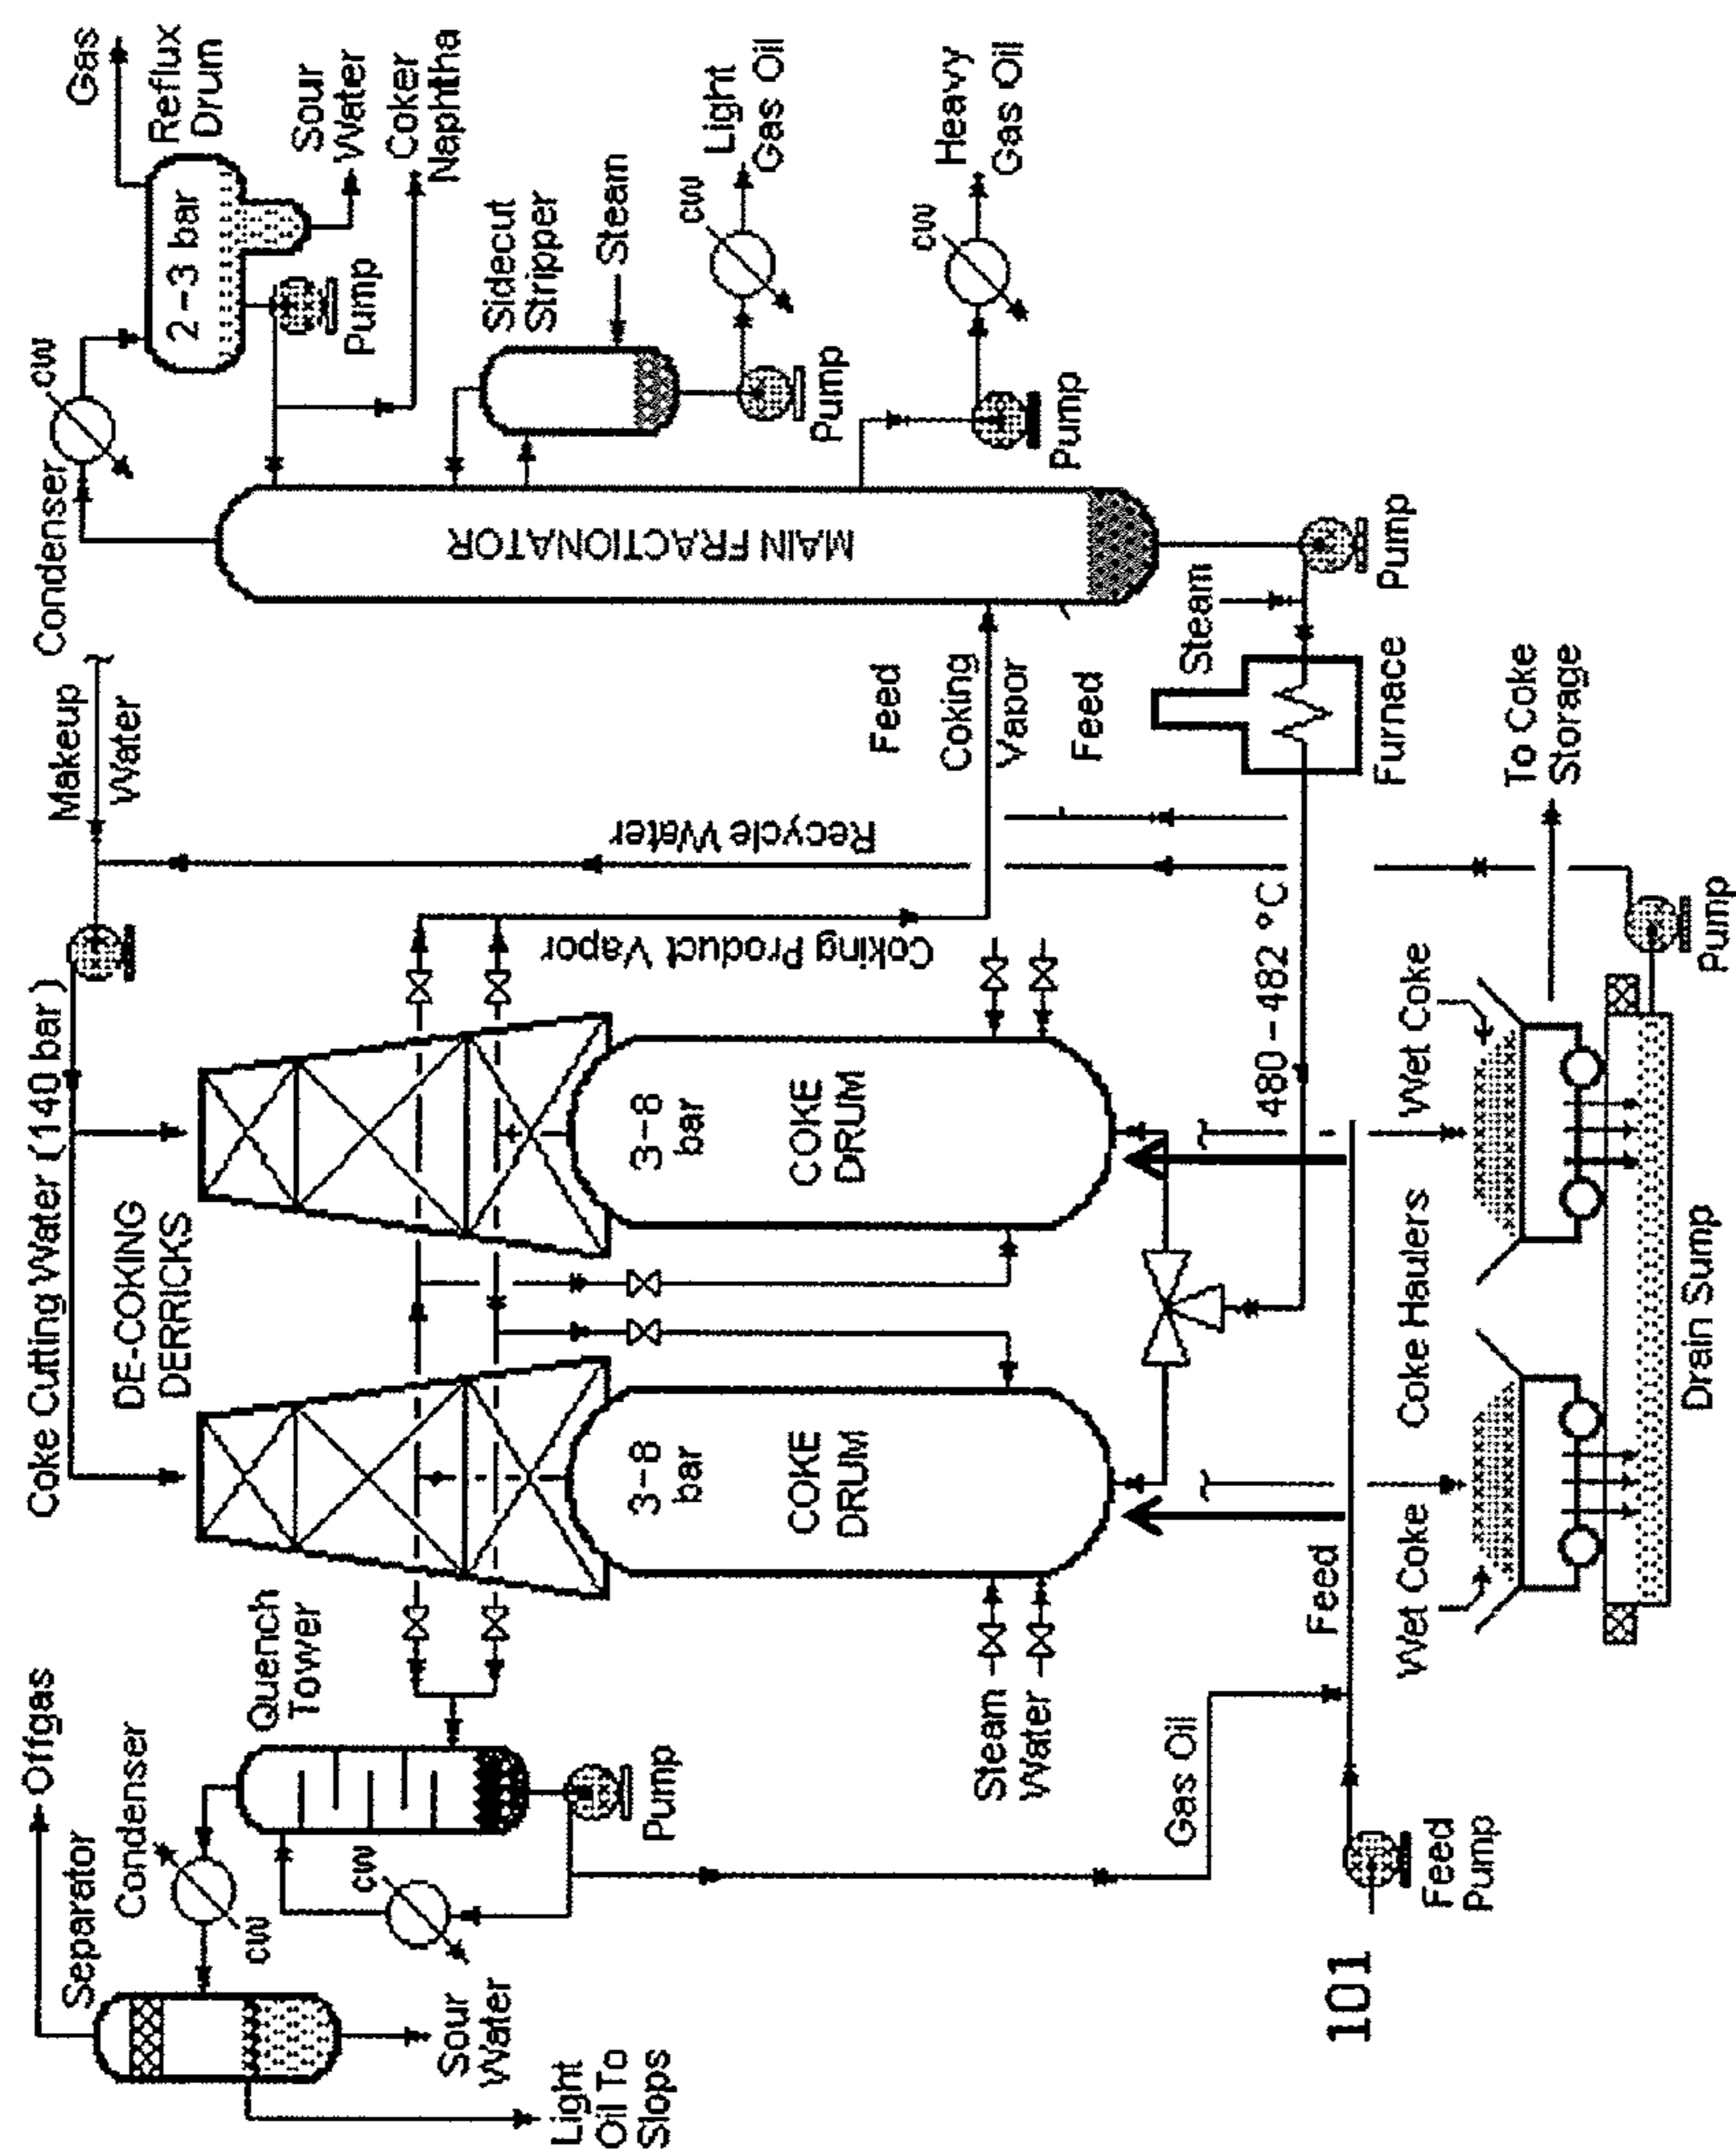 Offgas
Separator
Condenser
CW
Sour
Water
Light
Oil To
Slops
Quench
Tower
CW
Pump
Coke Cutting Water (140 bar)
DE-COKING
DERRICKS
Makeup
Water
Recycle Water
Coking Product Vapor
3-8
bar
COKE
DRUM
3-8
bar
COKE
DRUM
Steam
Water
Gas Oil
Feed
101
Feed
Pump
Condenser
CW
Gas
Reflux
Drum
2-3 bar
Pump
Sour
Water
Coker
Naphtha
MAIN FRACTIONATOR
Sidecut
Stripper
Steam
Pump
CW
Light
Gas Oil
Pump
CW
Heavy
Gas Oil
Feed
Coking
Vapor
Feed
Steam
Pump
Furnace
480-482 °C
Wet Coke
Coke Haulers
Wet Coke
To Coke
Storage
Drain Sump
Pump